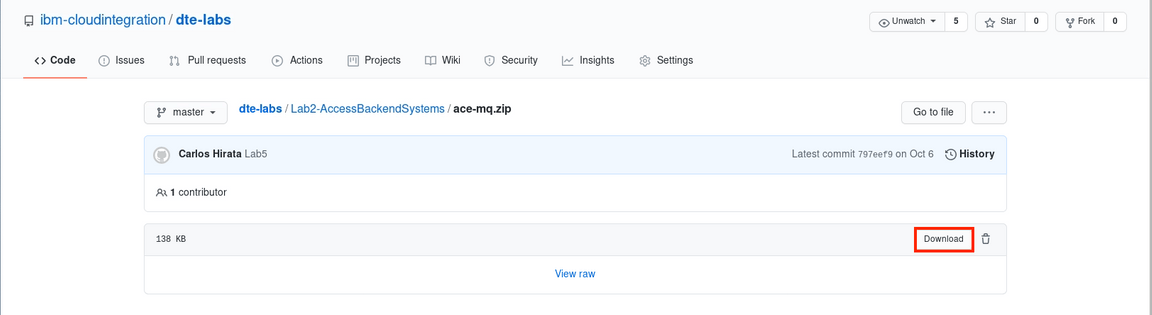 ibm-cloudintegration / dte-labs
Unwatch 5 Star 0 Fork 0
Code Issues Pull requests Actions Projects Wiki Security Insights Settings
master dte-labs / Lab2-AccessBackendSystems / ace-mq.zip Go to file ...
Carlos Hirata Lab5 Latest commit 797eef9 on Oct 6 History
1 contributor
138 KB Download
View raw